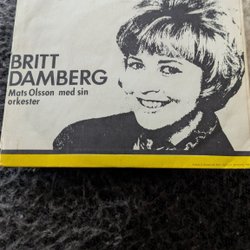 BRITT
DAMBERG
Mats Olsson med sin
orkester